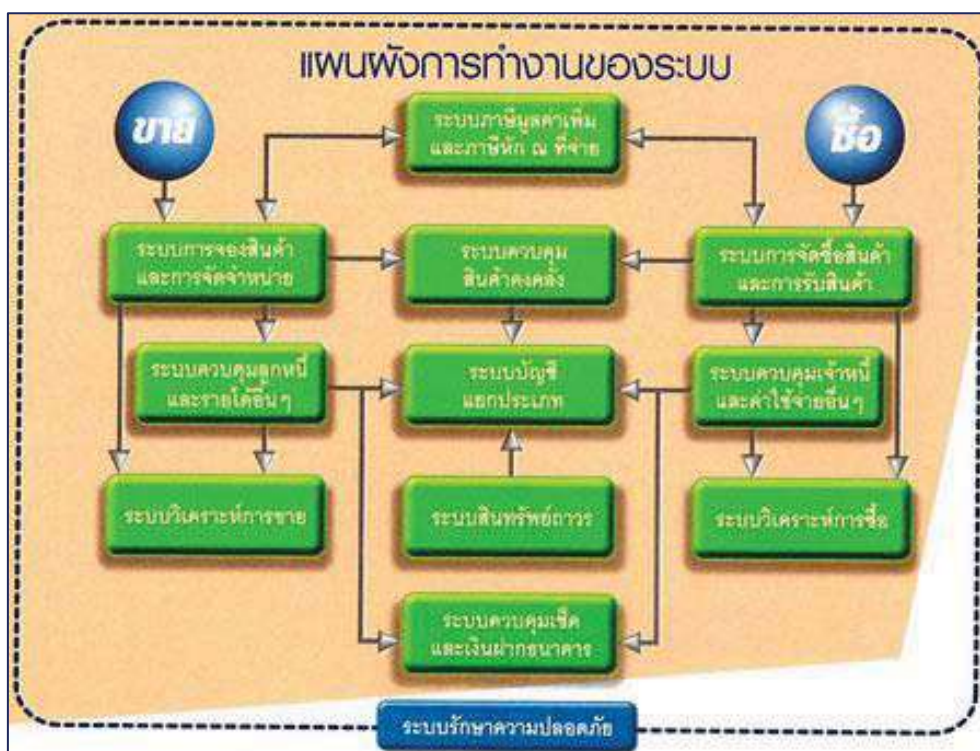 แผนผังการทำงานของระบบ
ขาย
ซื้อ
ระบบภาษีมูลค่าเพิ่ม
และภาษีหัก ณ ที่จ่าย
ระบบการจองสินค้า
และการจัดจำหน่าย
ระบบควบคุม
สินค้าคงคลัง
ระบบการจัดซื้อสินค้า
และการรับสินค้า
ระบบควบคุมลูกหนี้
และรายได้อื่นๆ
ระบบบัญชี
แยกประเภท
ระบบควบคุมเจ้าหนี้
และค่าใช้จ่ายอื่นๆ
ระบบวิเคราะห์การขาย
ระบบสินทรัพย์ถาวร
ระบบวิเคราะห์การซื้อ
ระบบควบคุมเช็ค
และเงินฝากธนาคาร
ระบบรักษาความปลอดภัย